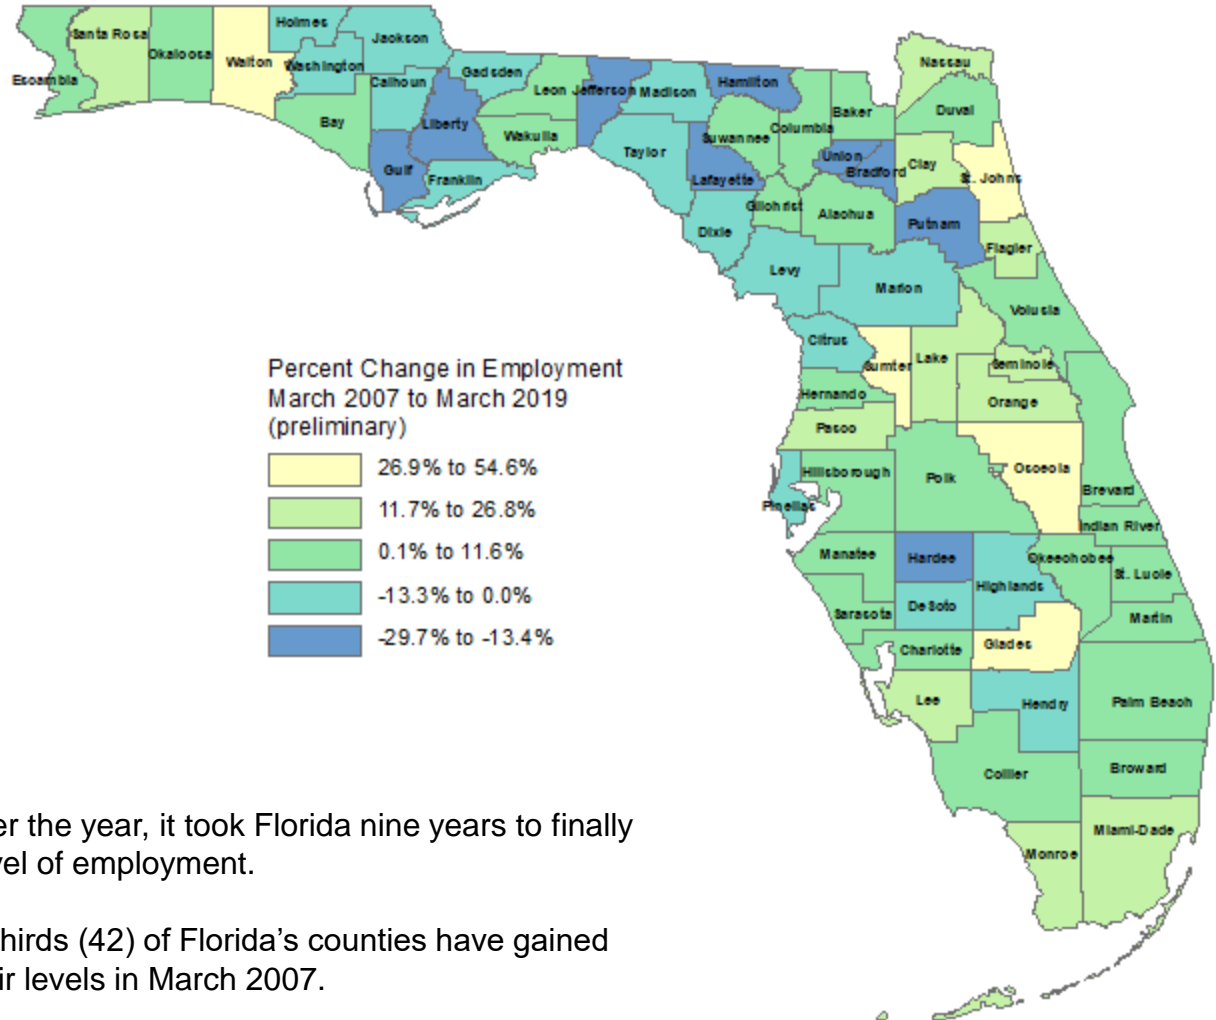 Holmes
Jackson
Santa Rosa
Okaloosa
Walton
Washington
Escambia
Calhoun
Gadsden
Leon
Jefferson
Madison
Hamilton
Nassau
Bay
Liberty
Wakulla
Suwannee
Columbia
Baker
Duval
Gulf
Franklin
Taylor
Lafayette
Union
Bradford
Clay
St. Johns
Gilchrist
Alachua
Putnam
Dixie
Flagler
Levy
Marion
Volusia
Citrus
Sumter
Lake
Seminole
Hernando
Orange
Pasco
Hillsborough
Polk
Osceola
Pinellas
Brevard
Indian River
Manatee
Hardee
Okeechobee
Highlands
St. Lucie
Sarasota
DeSoto
Martin
Charlotte
Glades
Lee
Hendry
Palm Beach
Collier
Broward
Monroe
Miami-Dade
Percent Change in Employment
March 2007 to March 2019
(preliminary)
26.9% to 54.6%
11.7% to 26.8%
0.1% to 11.6%
-13.3% to 0.0%
-29.7% to -13.4%
er the year, it took Florida nine years to finally
vel of employment.
hirds (42) of Florida’s counties have gained
ir levels in March 2007.